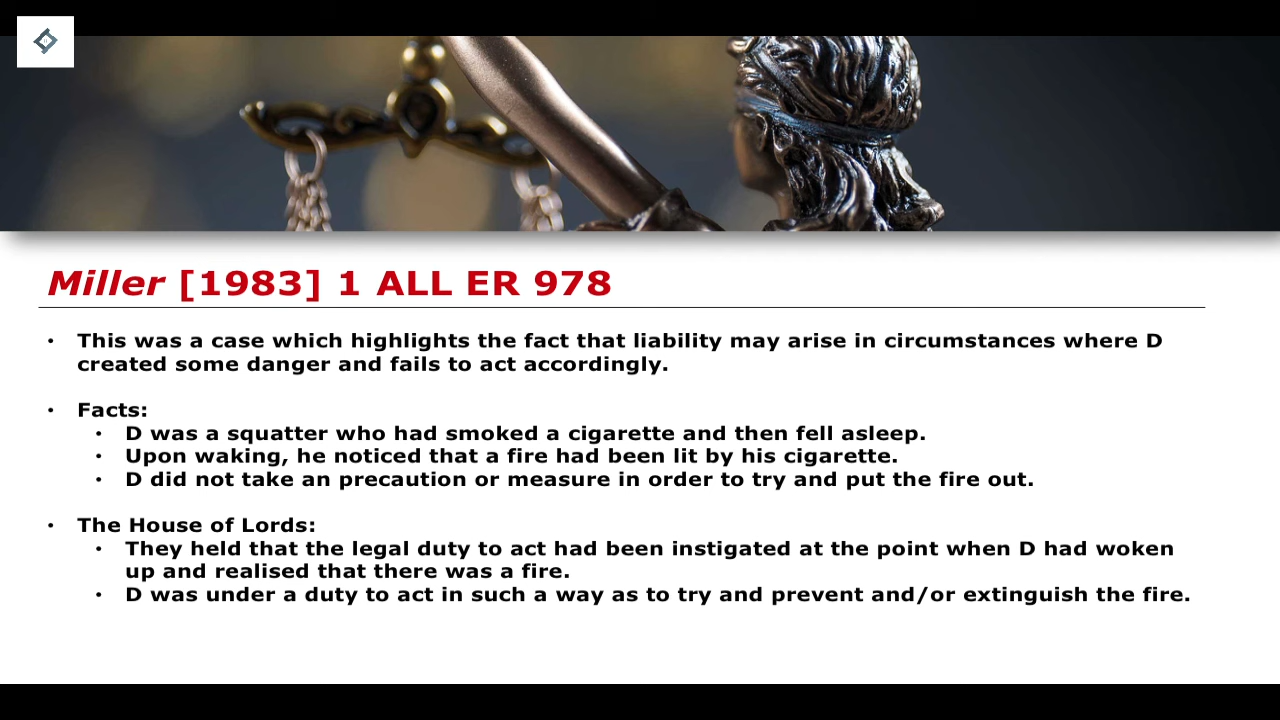 Miller [1983] 1 ALL ER 978
• This was a case which highlights the fact that liability may arise in circumstances where D
created some danger and fails to act accordingly.
• Facts:
• D was a squatter who had smoked a cigarette and then fell asleep.
• Upon waking, he noticed that a fire had been lit by his cigarette.
• D did not take an precaution or measure in order to try and put the fire out.
• The House of Lords:
• They held that the legal duty to act had been instigated at the point when D had woken
up and realised that there was a fire.
• D was under a duty to act in such a way as to try and prevent and/or extinguish the fire.